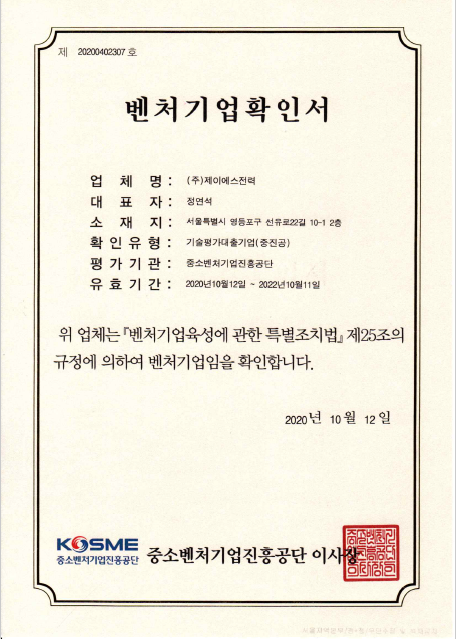 제 20200402307 호
벤처기업확인서
업 체 명 : (주)제이에스전력
대 표 자 : 정연석
소 재 지 : 서울특별시 영등포구 선유로22길 10-1 2층
확인유형 : 기술평가대출기업(중진공)
평가기관 : 중소벤처기업진흥공단
유효기간 : 2020년10월12일 ~ 2022년10월11일
위 업체는 『벤처기업육성에 관한 특별조치법』 제25조의
규정에 의하여 벤처기업임을 확인합니다.
2020년 10월 12일
KOSME
중소벤처기업진흥공단
중소벤처기업진흥공단 이사장